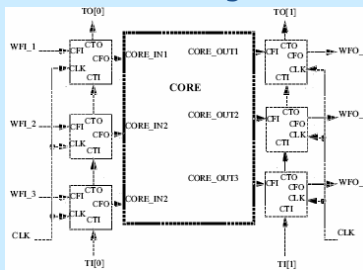 TO[0] TO[1]
WFI_1 CFI CTO CFO CLK CTI CORE_IN1 CORE_OUT1 CFI CTO CFO CLK CTI WFO_
CORE
WFI_2 CFI CTO CFO CLK CTI CORE_IN2 CORE_OUT2 CFI CTO CFO CLK CTI WFO_
WFI_3 CFI CTO CFO CLK CTI CORE_IN2 CORE_OUT3 CFI CTO CFO CLK CTI WFO_
CLK CLK
TI[0] TI[1]